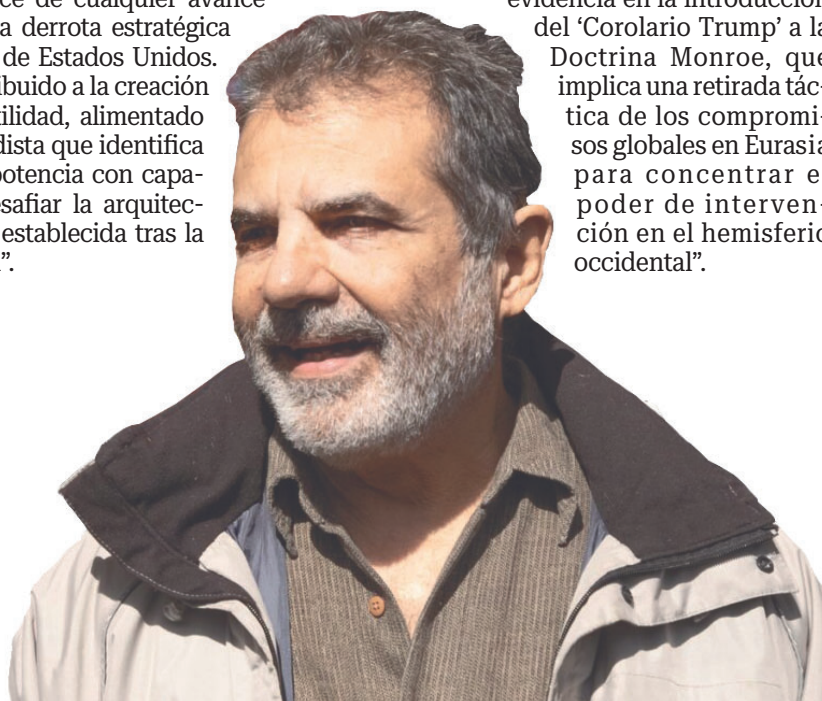 ce de cualquier avance
a derrota estratégica
de Estados Unidos.
ibuido a la creación
tilidad, alimentado
dista que identifica
potencia con capa-
esafiar la arquitec-
establecida tras la
”.
evidencia en la introducción
del ‘Corolario Trump’ a la
Doctrina Monroe, que
implica una retirada tác-
tica de los compromi-
sos globales en Eurasia
para concentrar e
poder de interven-
ción en el hemisferio
occidental”.